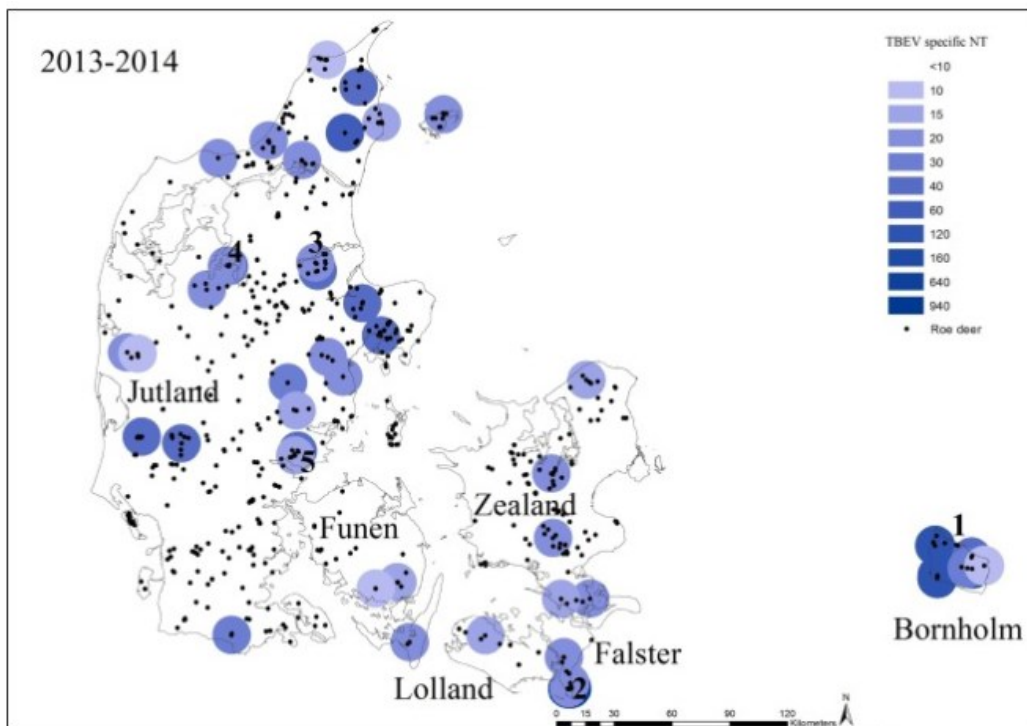 2013-2014
TBEV specific NT
<10
10
15
20
30
40
60
120
160
640
940
Roe deer
4
3
Jutland
5
Zealand
Funen
1
Bornholm
Falster
2
Lolland
N
0 15 30 60 90 120
Kilometers